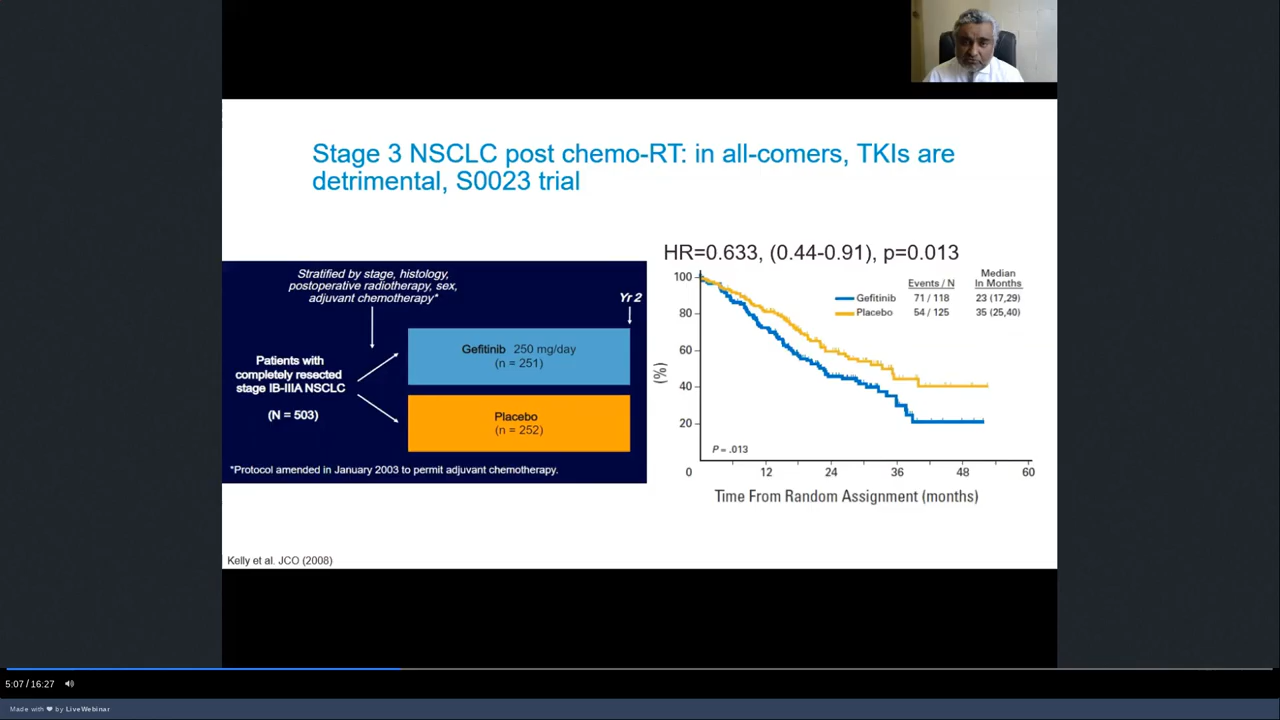 Stage 3 NSCLC post chemo-RT: in all-comers, TKIs are
detrimental, S0023 trial
Stratified by stage, histology,
postoperative radiotherapy, sex,
adjuvant chemotherapy*
Yr 2
Patients with
completely resected
stage IB-IIIA NSCLC
(N = 503)
Gefitinib 250 mg/day
(n = 251)
Placebo
(n = 252)
*Protocol amended in January 2003 to permit adjuvant chemotherapy.
HR=0.633, (0.44-0.91), p=0.013
Median
Events / N In Months
Gefitinib 71 / 118 23 (17,29)
Placebo 54 / 125 35 (25,40)
100
80
60
40
20
(%)
P = .013
0 12 24 36 48 60
Time From Random Assignment (months)
Kelly et al. JCO (2008)
5:07 / 16:27
Made with ❤ by LiveWebinar